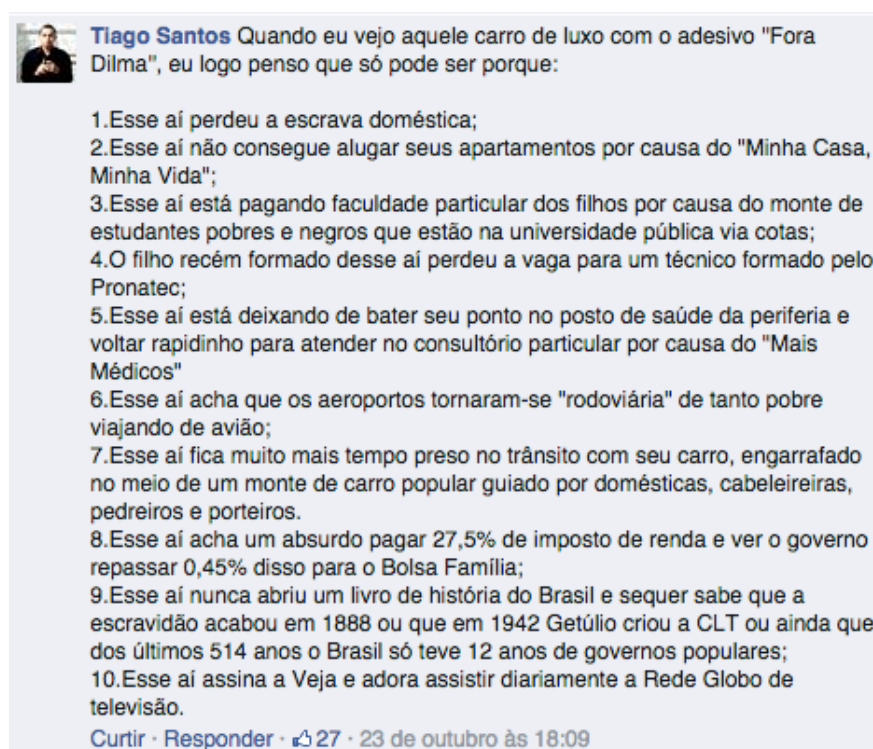 Tiago Santos Quando eu vejo aquele carro de luxo com o adesivo "Fora
Dilma", eu logo penso que só pode ser porque:
1.Esse aí perdeu a escrava doméstica;
2.Esse aí não consegue alugar seus apartamentos por causa do "Minha Casa,
Minha Vida";
3.Esse aí está pagando faculdade particular dos filhos por causa do monte de
estudantes pobres e negros que estão na universidade pública via cotas;
4.O filho recém formado desse aí perdeu a vaga para um técnico formado pelo
Pronatec;
5.Esse aí está deixando de bater seu ponto no posto de saúde da periferia e
voltar rapidinho para atender no consultório particular por causa do "Mais
Médicos"
6.Esse aí acha que os aeroportos tornaram-se "rodoviária" de tanto pobre
viajando de avião;
7.Esse aí fica muito mais tempo preso no trânsito com seu carro, engarrafado
no meio de um monte de carro popular guiado por domésticas, cabeleireiras,
pedreiros e porteiros.
8.Esse aí acha um absurdo pagar 27,5% de imposto de renda e ver o governo
repassar 0,45% disso para o Bolsa Família;
9.Esse aí nunca abriu um livro de história do Brasil e sequer sabe que a
escravidão acabou em 1888 ou que em 1942 Getúlio criou a CLT ou ainda que
dos últimos 514 anos o Brasil só teve 12 anos de governos populares;
10.Esse aí assina a Veja e adora assistir diariamente a Rede Globo de
televisão.
Curtir · Responder · 27 · 23 de outubro às 18:09